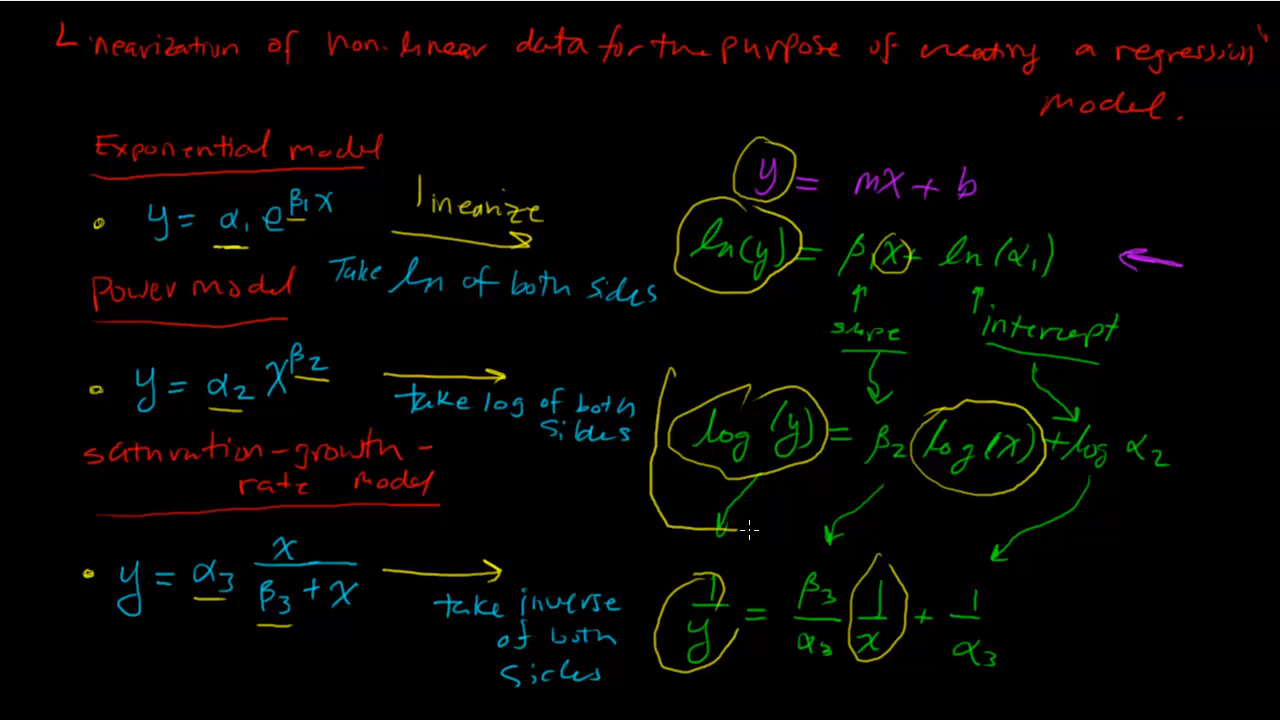 Linearization of non-linear data for the purpose of creating a regression
model.
Exponential model
• y = α₁ e^{β₁x}
linearize
Take ln of both sides
y = mx + b
ln(y) = β₁x + ln(α₁)
slope
intercept
Power model
• y = α₂ x^{β₂}
take log of both
sides
log(y) = β₂ log(x) + log α₂
saturation-growth-
rate model
• y = α₃ x/(β₃ + x)
take inverse
of both
sides
1/y = β₃/α₃ 1/x + 1/α₃